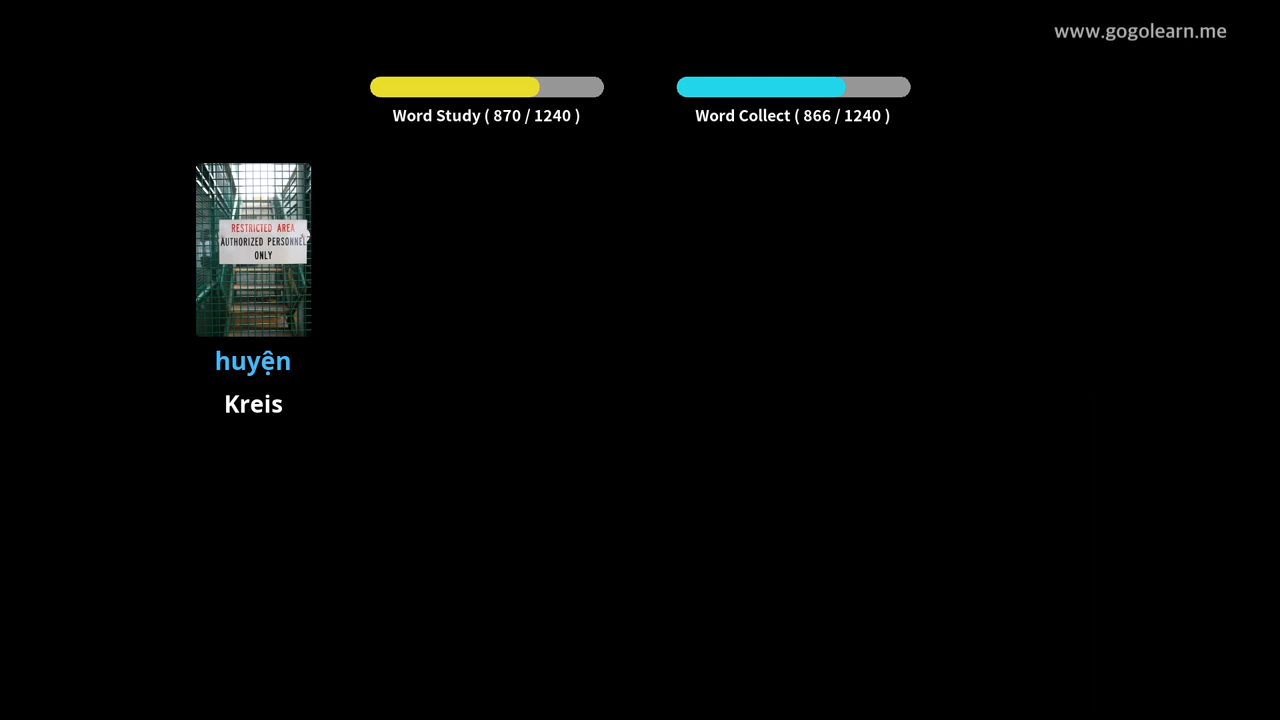 www.gogolearn.me
Word Study ( 870 / 1240 )
Word Collect ( 866 / 1240 )
RESTRICTED AREA
AUTHORIZED PERSONNEL
ONLY
huyện
Kreis